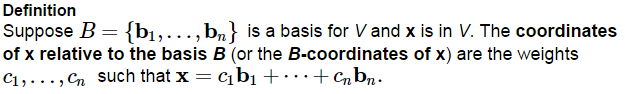 Definition
Suppose B = {b₁, . . . , bₙ} is a basis for V and x is in V. The coordinates
of x relative to the basis B (or the B-coordinates of x) are the weights
c₁, . . . , cₙ such that x = c₁b₁ + · · · + cₙbₙ.